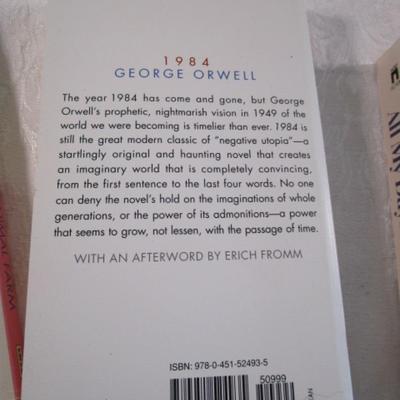 1984
GEORGE ORWELL
The year 1984 has come and gone, but George
Orwell's prophetic, nightmarish vision in 1949 of the
world we were becoming is timelier than ever. 1984 is
still the great modern classic of "negative utopia"—a
startlingly original and haunting novel that creates
an imaginary world that is completely convincing,
from the first sentence to the last four words. No one
can deny the novel's hold on the imaginations of whole
generations, or the power of its admonitions—a power
that seems to grow, not lessen, with the passage of time.
WITH AN AFTERWORD BY ERICH FROMM
ISBN: 978-0-451-52493-5
50999
EAN
ANIMAL FARM